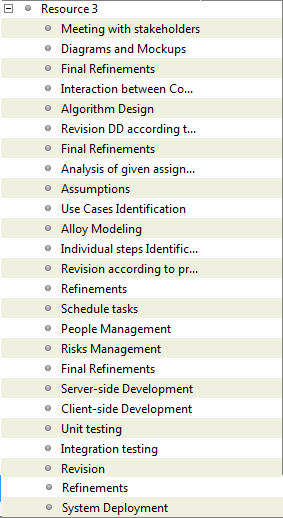 Resource 3
Meeting with stakeholders
Diagrams and Mockups
Final Refinements
Interaction between Co...
Algorithm Design
Revision DD according t...
Final Refinements
Analysis of given assign...
Assumptions
Use Cases Identification
Alloy Modeling
Individual steps Identific...
Revision according to pr...
Refinements
Schedule tasks
People Management
Risks Management
Final Refinements
Server-side Development
Client-side Development
Unit testing
Integration testing
Revision
Refinements
System Deployment